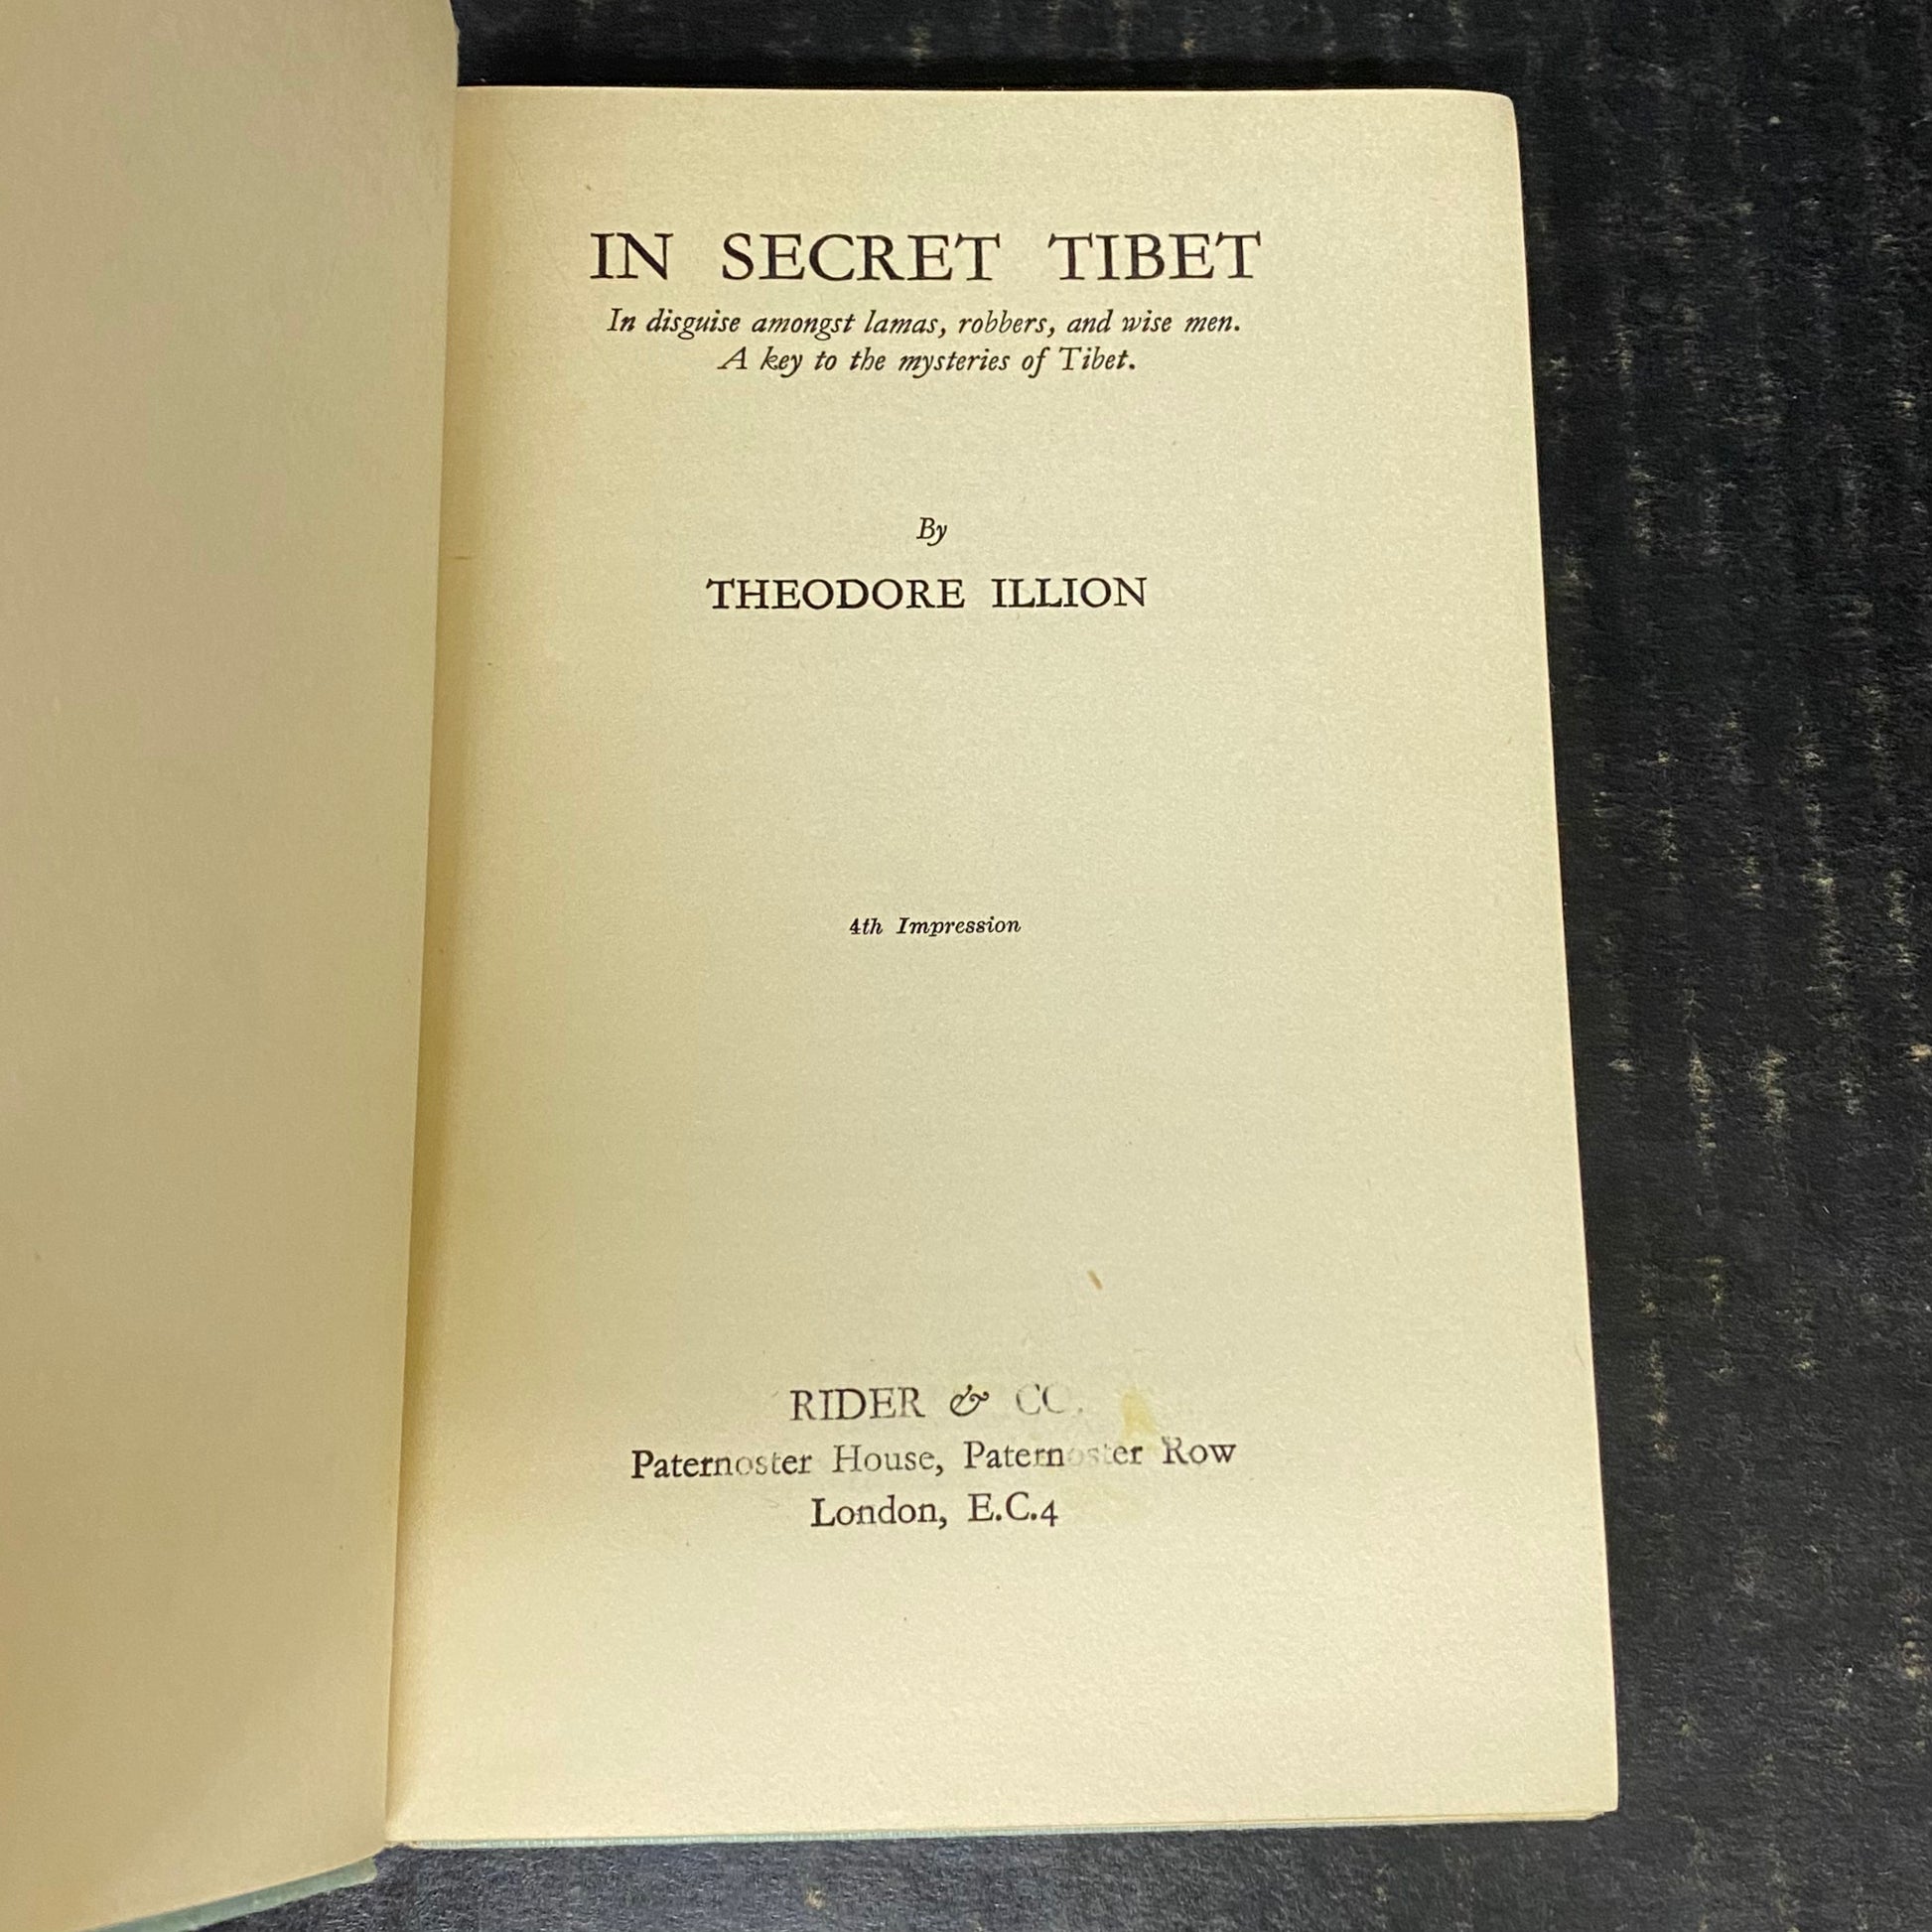 IN SECRET TIBET
In disguise amongst lamas, robbers, and wise men.
A key to the mysteries of Tibet.
By
THEODORE ILLION
4th Impression
RIDER & CO.
Paternoster House, Paternoster Row
London, E.C.4